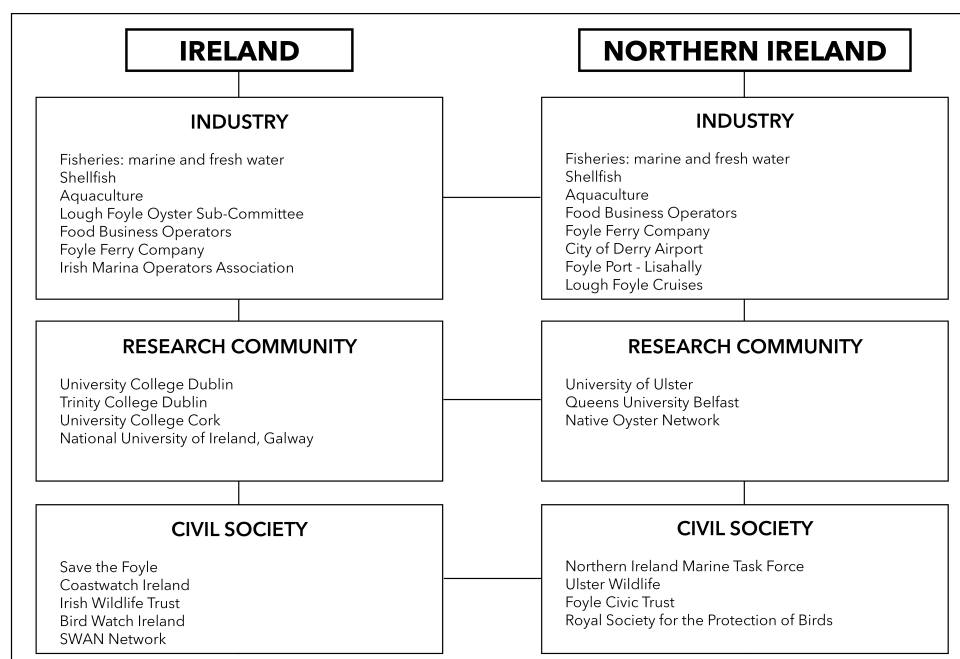 IRELAND
INDUSTRY
Fisheries: marine and fresh water
Shellfish
Aquaculture
Lough Foyle Oyster Sub-Committee
Food Business Operators
Foyle Ferry Company
Irish Marina Operators Association
RESEARCH COMMUNITY
University College Dublin
Trinity College Dublin
University College Cork
National University of Ireland, Galway
CIVIL SOCIETY
Save the Foyle
Coastwatch Ireland
Irish Wildlife Trust
Bird Watch Ireland
SWAN Network
NORTHERN IRELAND
INDUSTRY
Fisheries: marine and fresh water
Shellfish
Aquaculture
Food Business Operators
Foyle Ferry Company
City of Derry Airport
Foyle Port - Lisahally
Lough Foyle Cruises
RESEARCH COMMUNITY
University of Ulster
Queens University Belfast
Native Oyster Network
CIVIL SOCIETY
Northern Ireland Marine Task Force
Ulster Wildlife
Foyle Civic Trust
Royal Society for the Protection of Birds